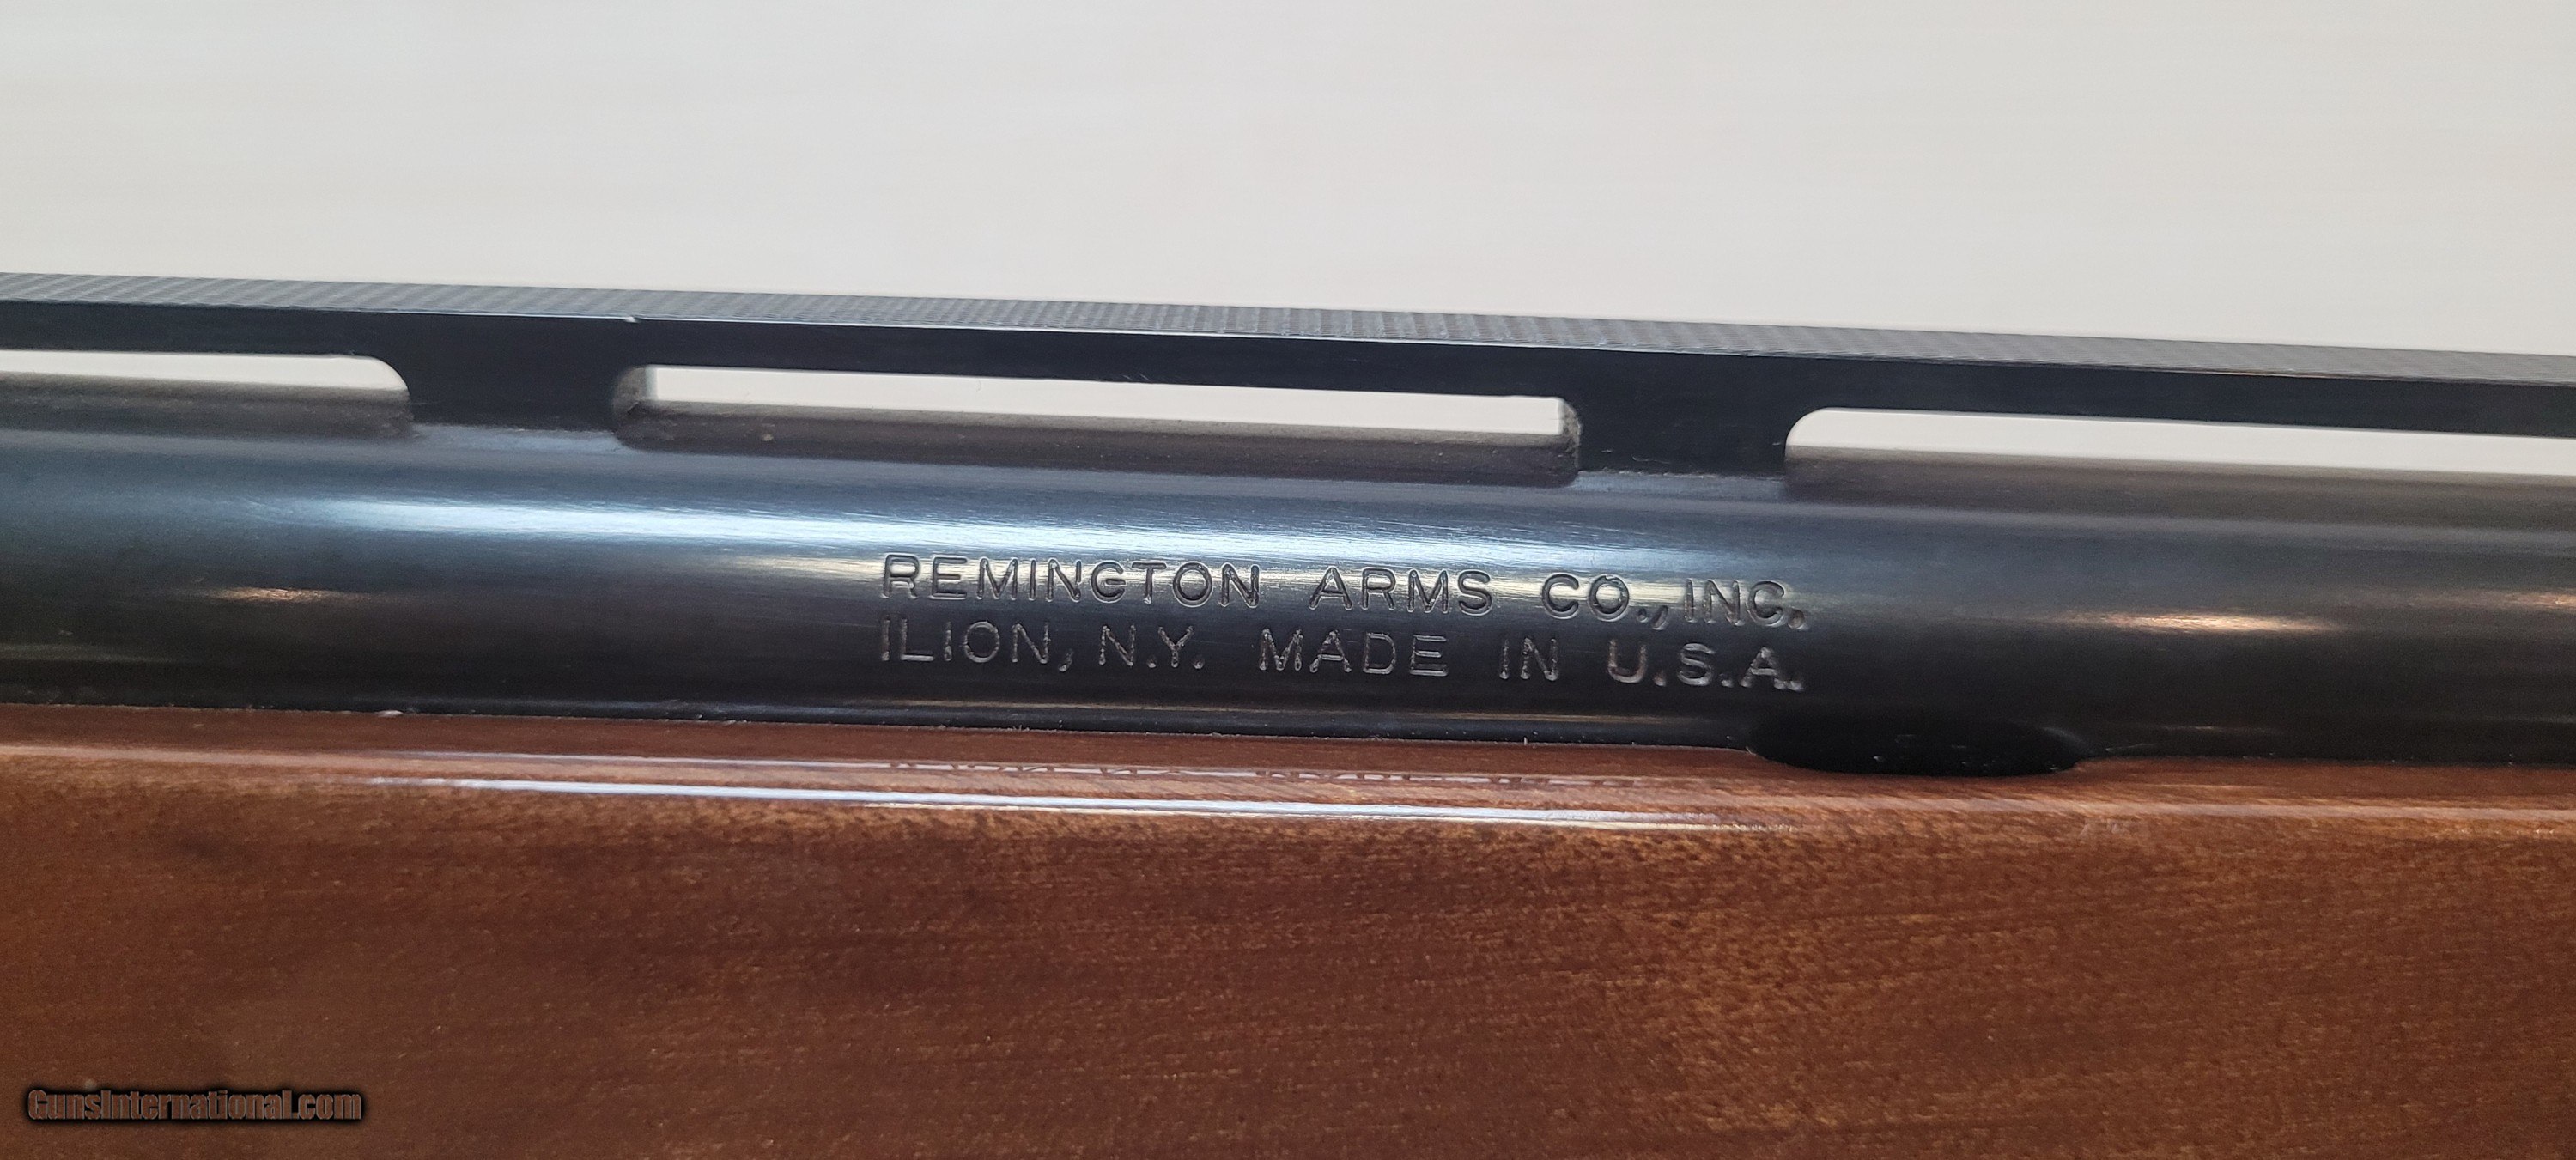 REMINGTON ARMS CO., INC.
ILION, N.Y. MADE IN U.S.A.
GunsInternational.com